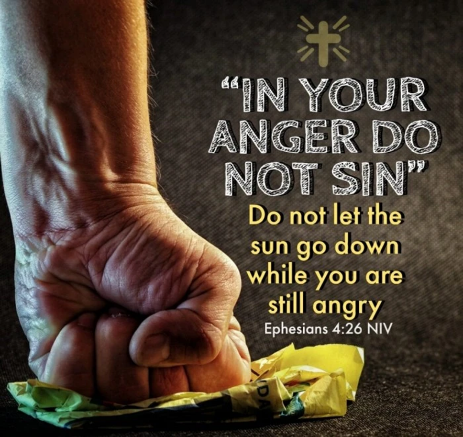 “IN YOUR
ANGER DO
NOT SIN”
Do not let the
sun go down
while you are
still angry
Ephesians 4:26 NIV